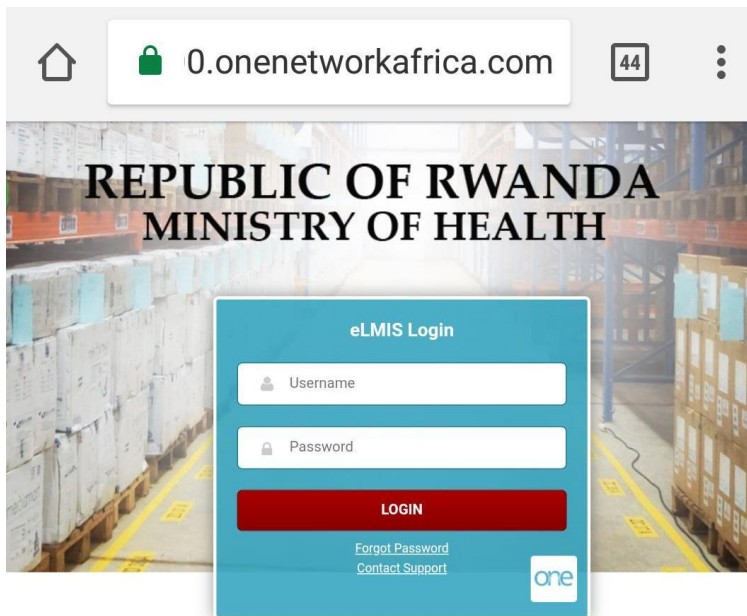 0.onenetworkafrica.com
44
REPUBLIC OF RWANDA
MINISTRY OF HEALTH
eLMIS Login
Username
Password
LOGIN
Forgot Password
Contact Support
one